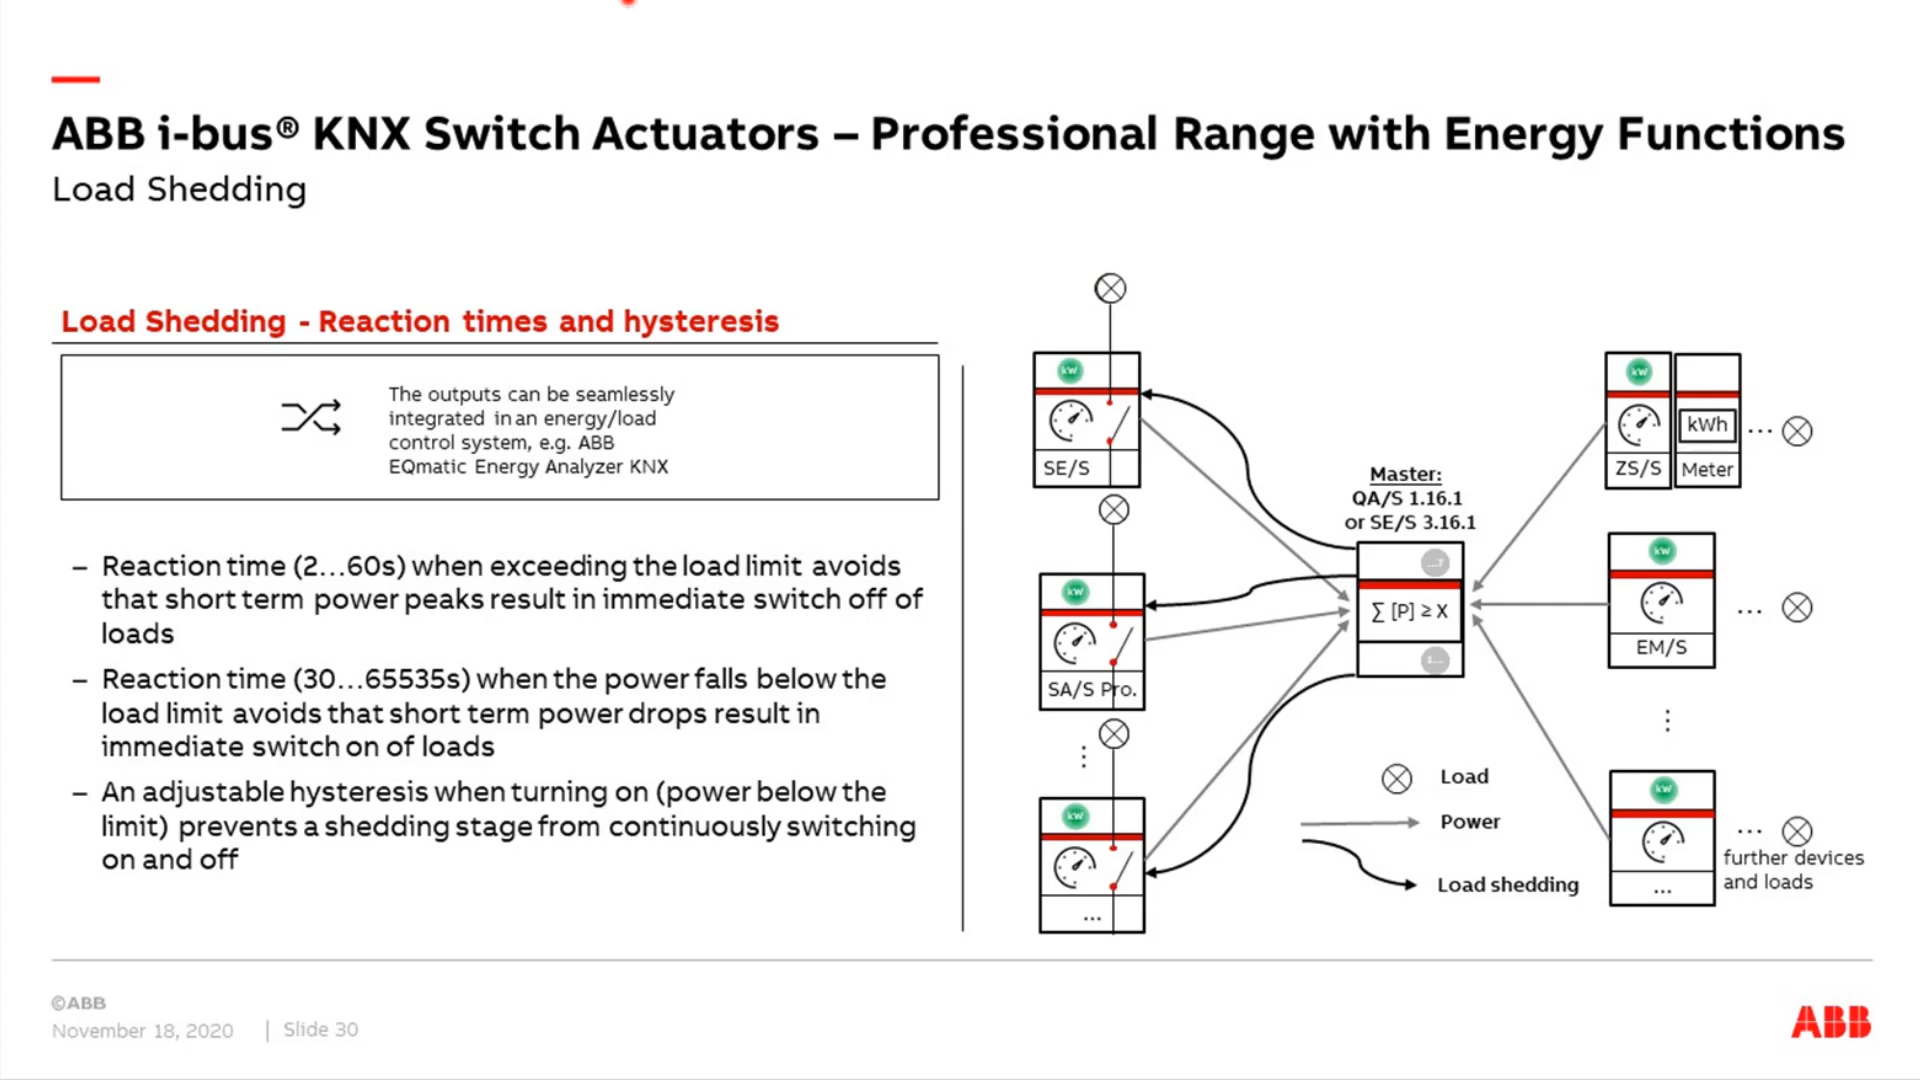 ABB i-bus® KNX Switch Actuators – Professional Range with Energy Functions
Load Shedding
Load Shedding - Reaction times and hysteresis
The outputs can be seamlessly
integrated in an energy/load
control system, e.g. ABB
EQmatic Energy Analyzer KNX
– Reaction time (2...60s) when exceeding the load limit avoids
that short term power peaks result in immediate switch off of
loads
– Reaction time (30...65535s) when the power falls below the
load limit avoids that short term power drops result in
immediate switch on of loads
– An adjustable hysteresis when turning on (power below the
limit) prevents a shedding stage from continuously switching
on and off
kW
SE/S
kW
SA/S Pro.
⋮
kW
...
Master:
QA/S 1.16.1
or SE/S 3.16.1
∑ [P] ≥ X
Load
Power
Load shedding
kW
ZS/S
kWh
Meter
...
kW
EM/S
...
⋮
kW
...
...
further devices
and loads
©ABB
November 18, 2020 | Slide 30
ABB